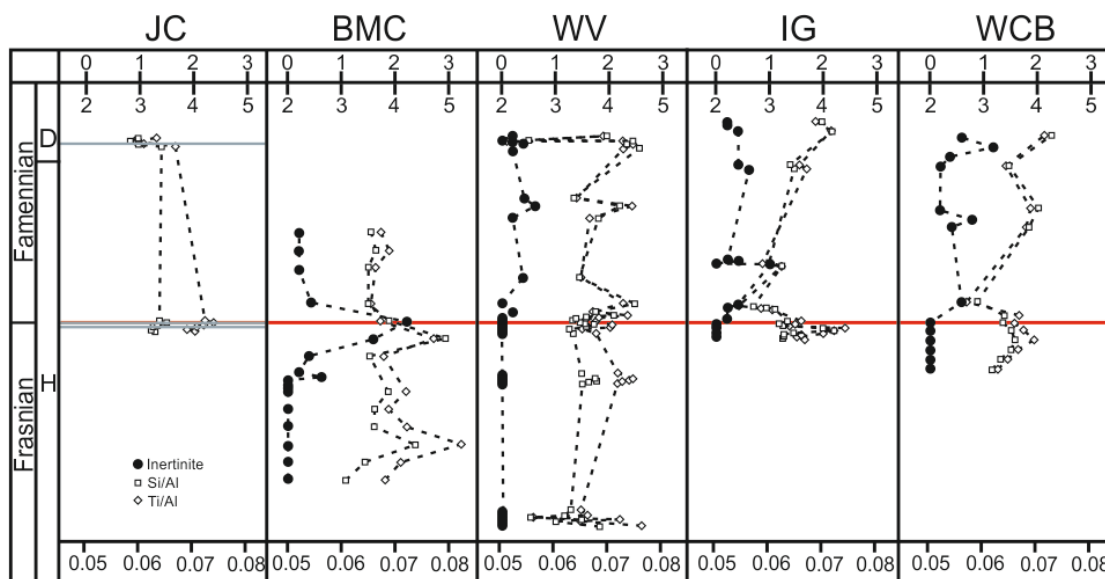 JC BMC WV IG WCB
0 1 2 3 0 1 2 3 0 1 2 3 0 1 2 3 0 1 2 3
2 3 4 5 2 3 4 5 2 3 4 5 2 3 4 5 2 3 4 5
D
Famennian
H
Frasnian
Inertinite
Si/Al
Ti/Al
0.05 0.06 0.07 0.08 0.05 0.06 0.07 0.08 0.05 0.06 0.07 0.08 0.05 0.06 0.07 0.08 0.05 0.06 0.07 0.08